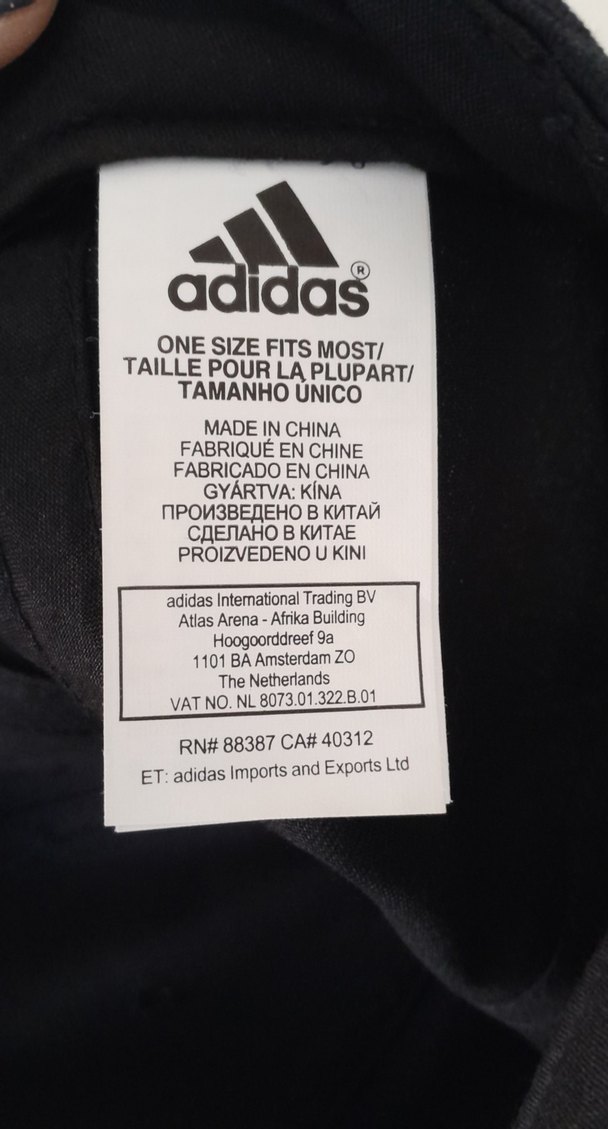 adidas®
ONE SIZE FITS MOST/
TAILLE POUR LA PLUPART/
TAMANHO ÚNICO
MADE IN CHINA
FABRIQUÉ EN CHINE
FABRICADO EN CHINA
GYÁRTVA: KÍNA
ПРОИЗВЕДЕНО В КИТАЙ
СДЕЛАНО В КИТАЕ
PROIZVEDENO U KINI
adidas International Trading BV
Atlas Arena - Afrika Building
Hoogoorddreef 9a
1101 BA Amsterdam ZO
The Netherlands
VAT NO. NL 8073.01.322.B.01
RN# 88387 CA# 40312
ET: adidas Imports and Exports Ltd